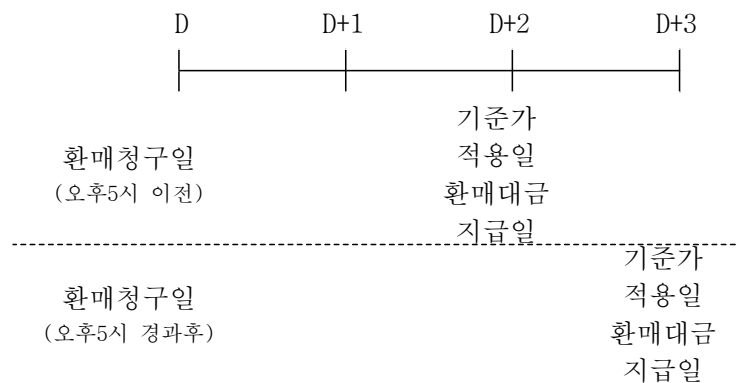 D D+1 D+2 D+3
기준가
적용일
환매대금
지급일
환매청구일
(오후5시 이전)
기준가
적용일
환매대금
지급일
환매청구일
(오후5시 경과후)